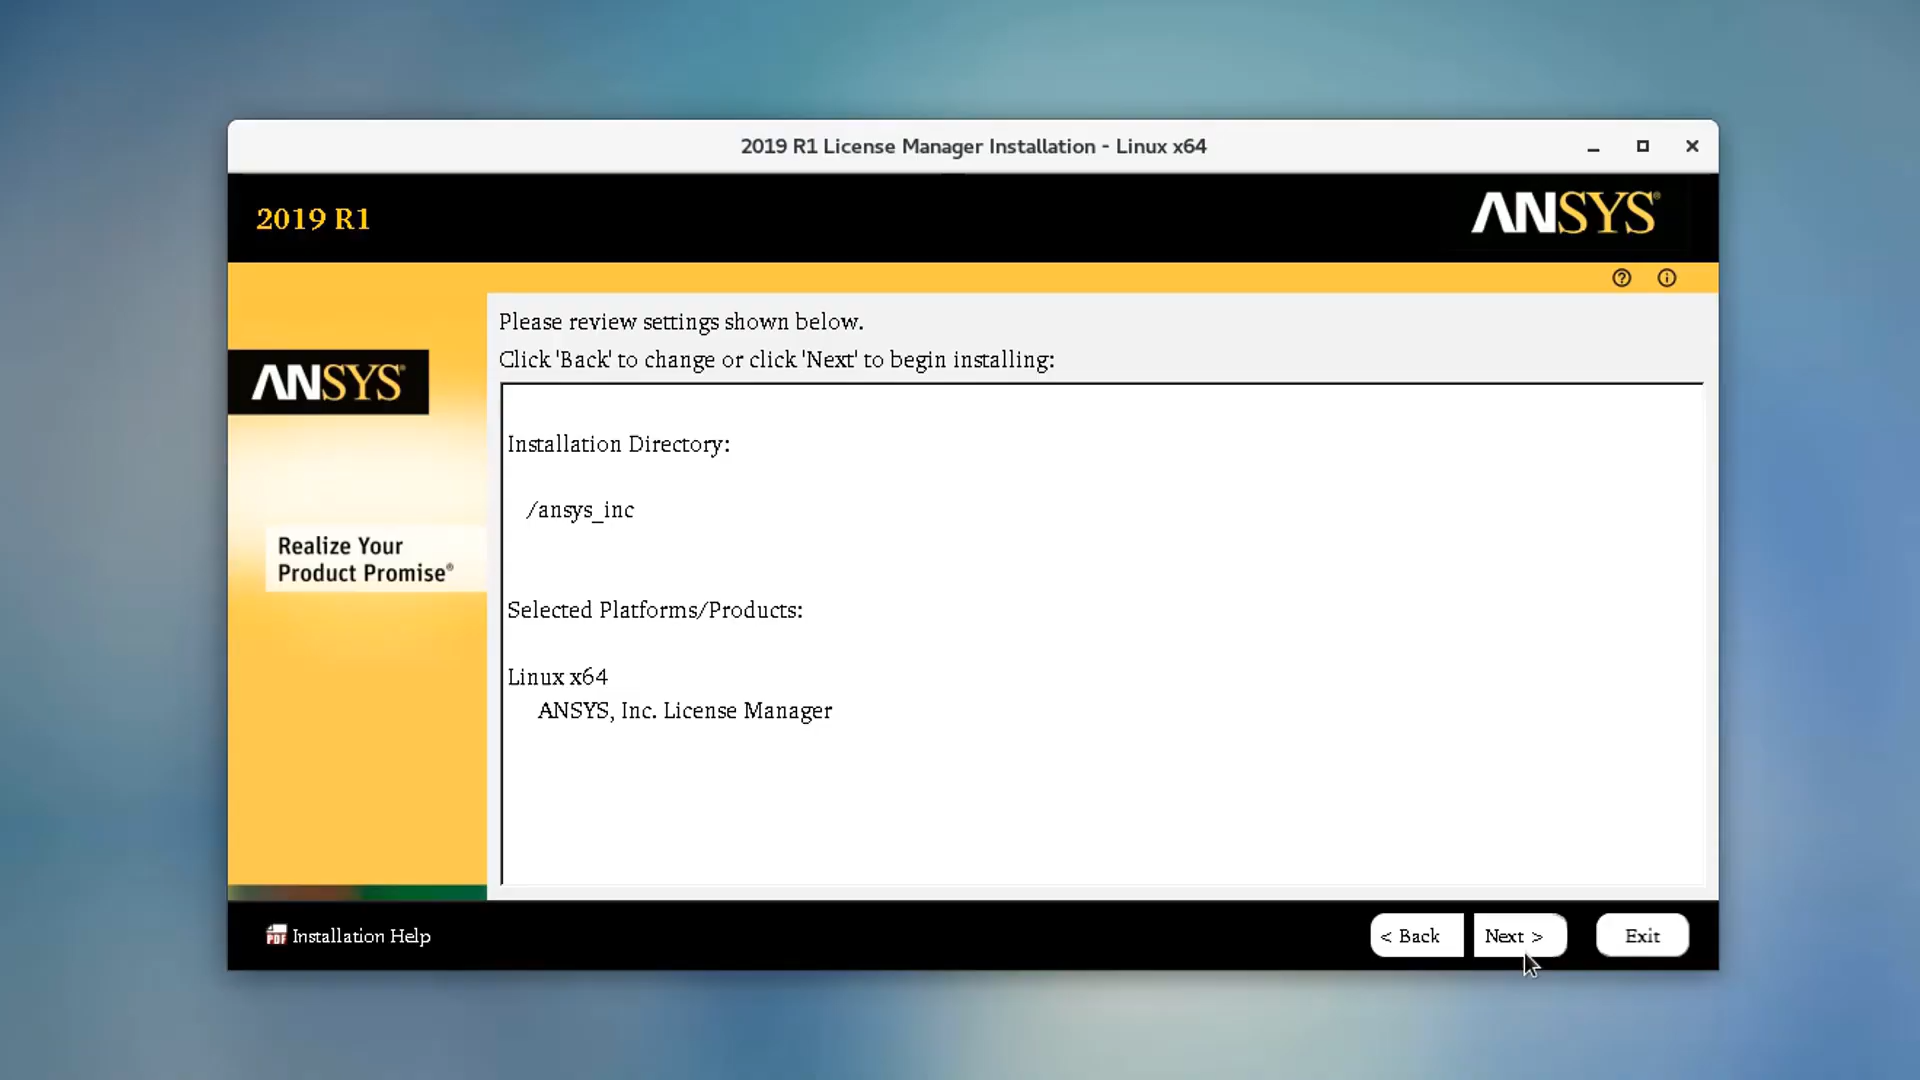 2019 R1 License Manager Installation - Linux x64
2019 R1
ANSYS®
Please review settings shown below.
Click 'Back' to change or click 'Next' to begin installing:
ANSYS®
Installation Directory:
/ansys_inc
Realize Your
Product Promise®
Selected Platforms/Products:
Linux x64
ANSYS, Inc. License Manager
PDF Installation Help
< Back
Next >
Exit